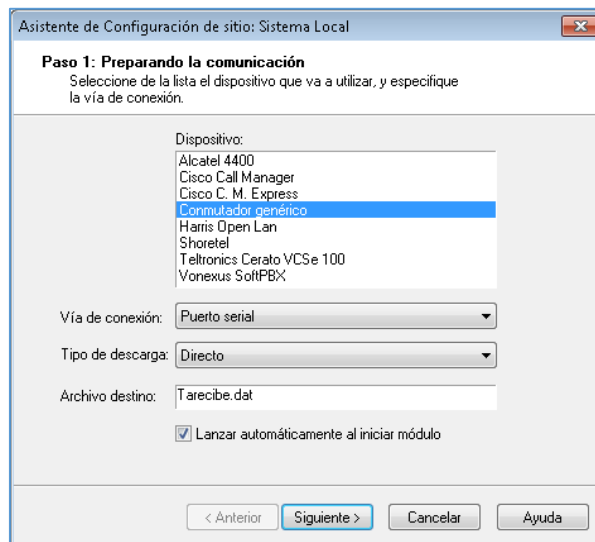 Asistente de Configuración de sitio: Sistema Local
Paso 1: Preparando la comunicación
Seleccione de la lista el dispositivo que va a utilizar, y especifique
la vía de conexión.
Dispositivo:
Alcatel 4400
Cisco Call Manager
Cisco C. M. Express
Conmutador genérico
Harris Open Lan
Shoretel
Teltronics Cerato VCSe 100
Vonexus SoftPBX
Vía de conexión: Puerto serial
Tipo de descarga: Directo
Archivo destino: Tarecibe.dat
Lanzar automáticamente al iniciar módulo
< Anterior Siguiente > Cancelar Ayuda